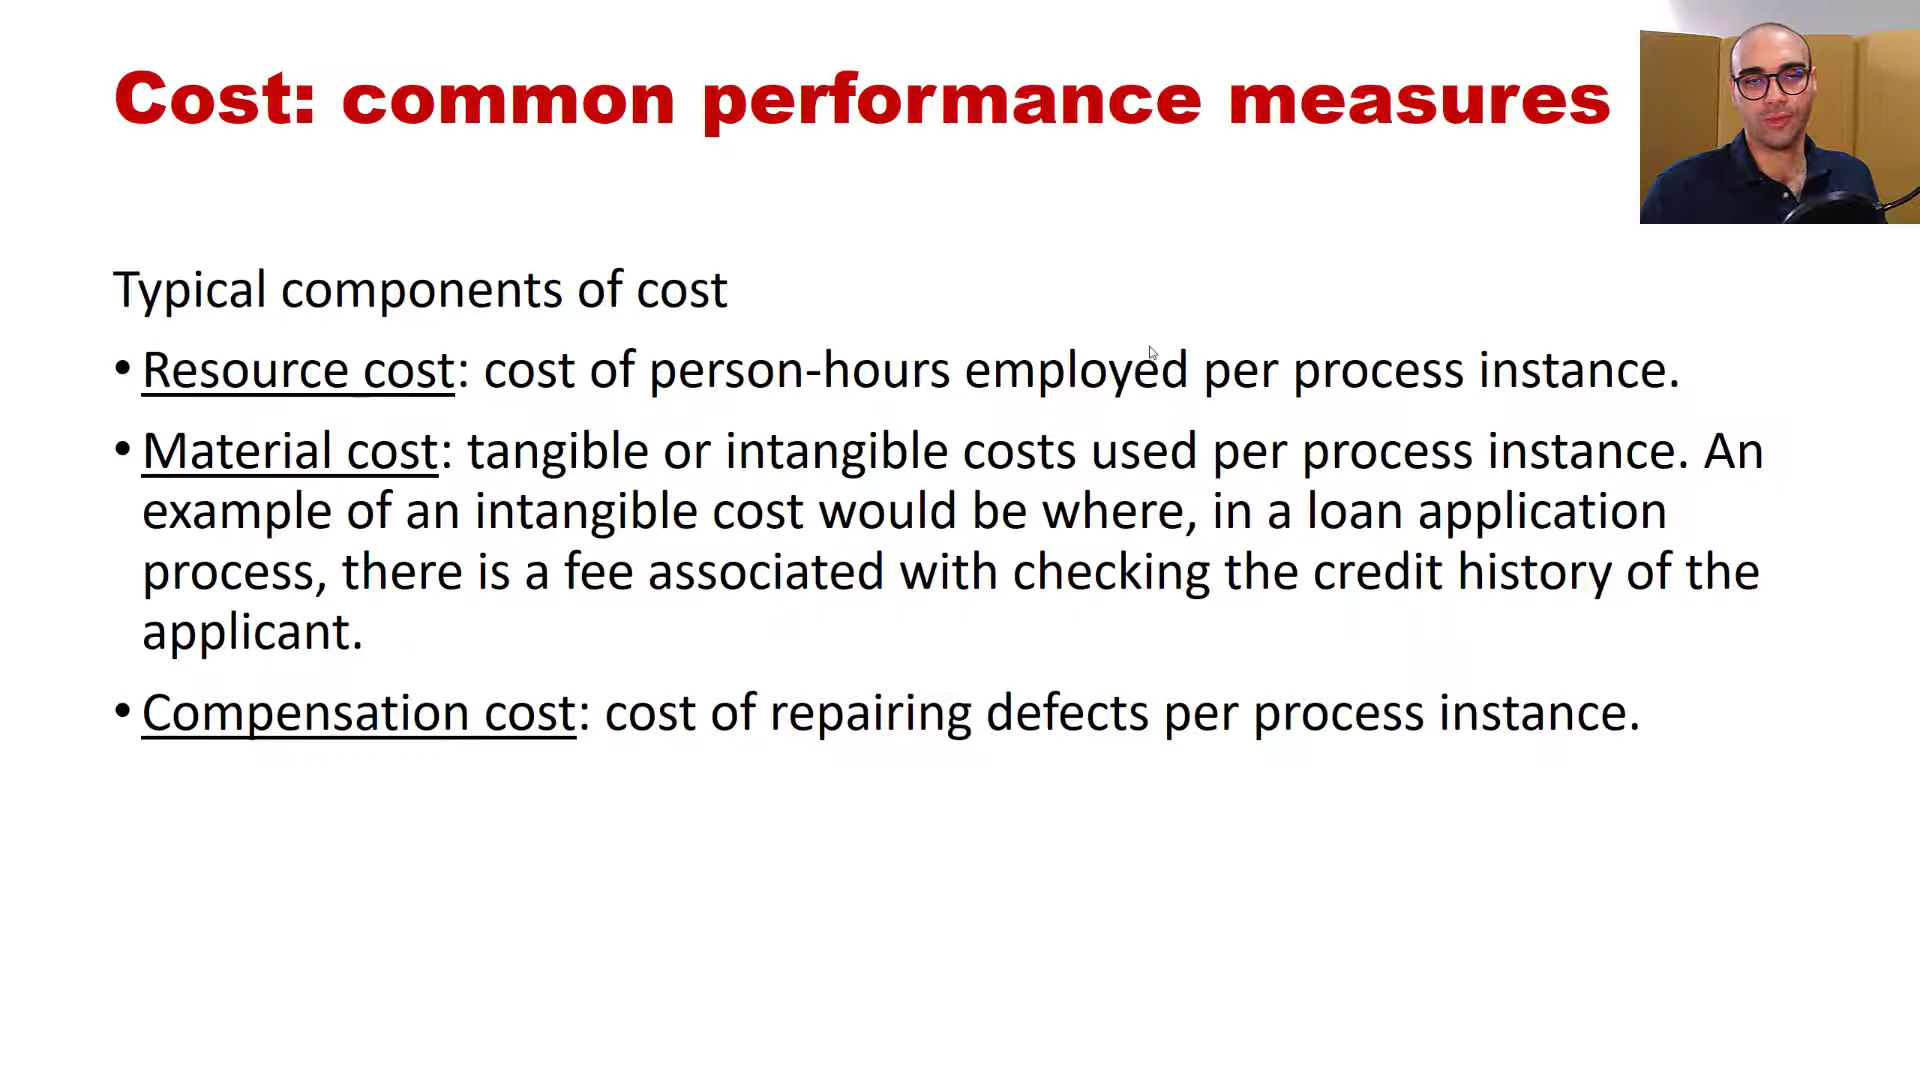 Cost: common performance measures
Typical components of cost
• Resource cost: cost of person-hours employed per process instance.
• Material cost: tangible or intangible costs used per process instance. An
example of an intangible cost would be where, in a loan application
process, there is a fee associated with checking the credit history of the
applicant.
• Compensation cost: cost of repairing defects per process instance.